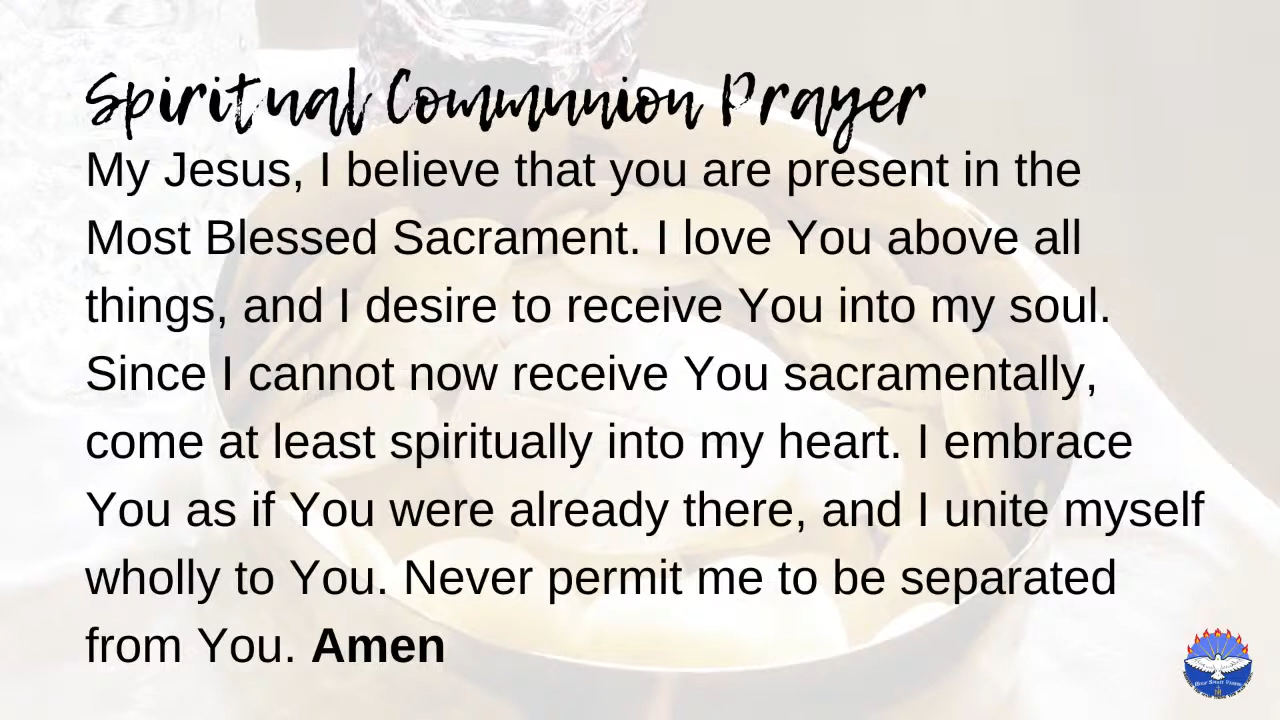 Spiritual Communion Prayer
My Jesus, I believe that you are present in the
Most Blessed Sacrament. I love You above all
things, and I desire to receive You into my soul.
Since I cannot now receive You sacramentally,
come at least spiritually into my heart. I embrace
You as if You were already there, and I unite myself
wholly to You. Never permit me to be separated
from You. Amen